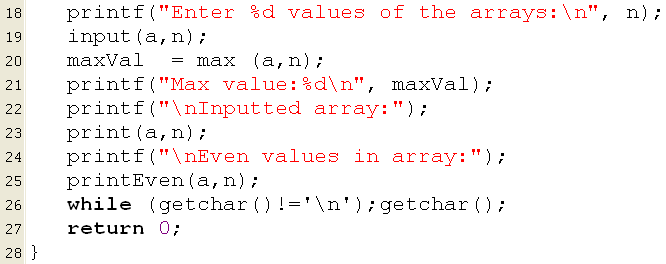 18 printf("Enter %d values of the arrays:\n", n);
19 input(a,n);
20 maxVal  = max (a,n);
21 printf("Max value:%d\n", maxVal);
22 printf("\nInputted array:");
23 print(a,n);
24 printf("\nEven values in array:");
25 printEven(a,n);
26 while (getchar()!='\n');getchar();
27 return 0;
28 }